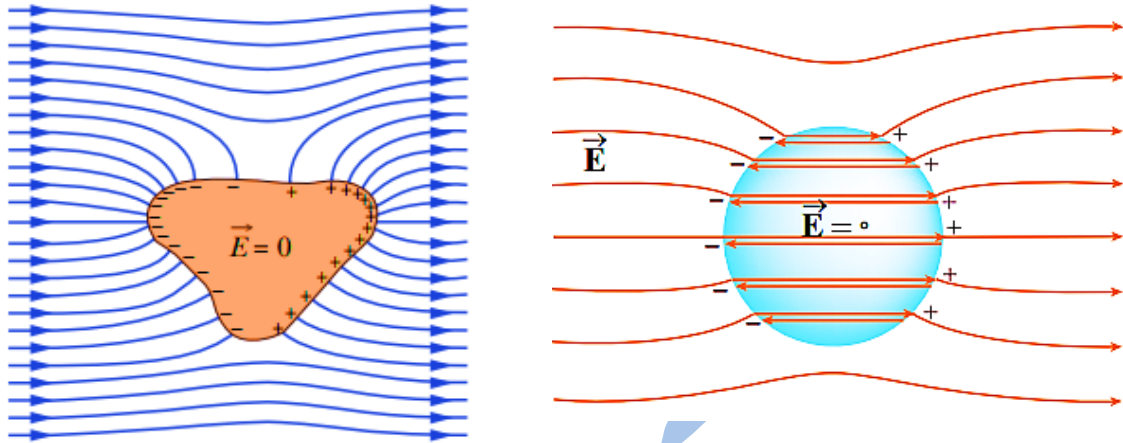 E⃗ = 0
E⃗
E⃗ = ∘